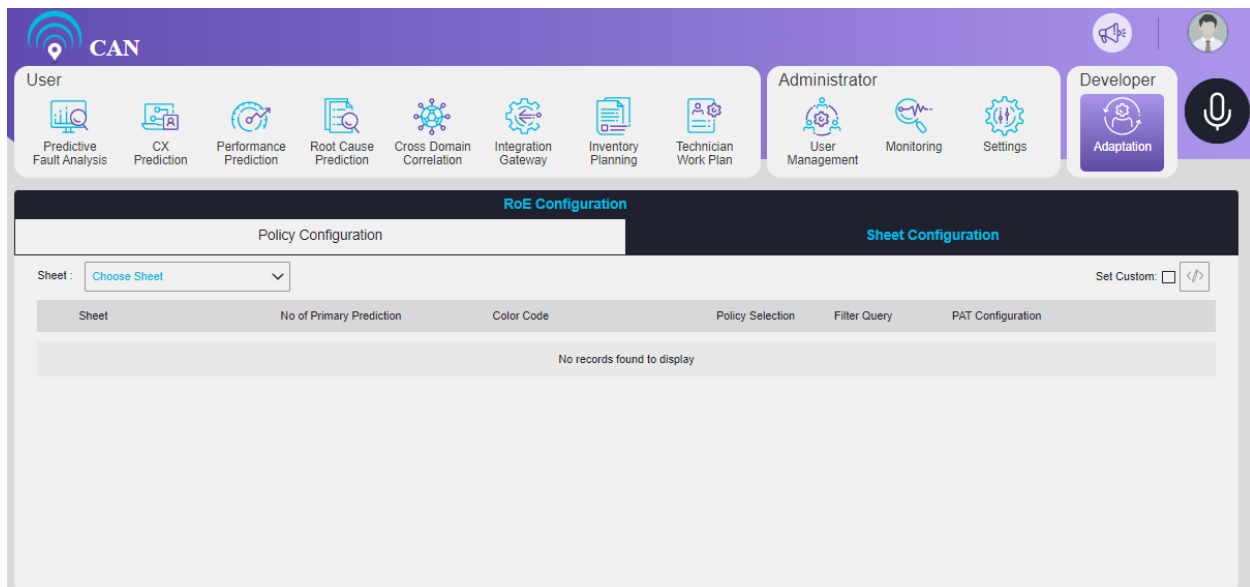 CAN
User
Administrator
Developer
Predictive
Fault Analysis
CX
Prediction
Performance
Prediction
Root Cause
Prediction
Cross Domain
Correlation
Integration
Gateway
Inventory
Planning
Technician
Work Plan
User
Management
Monitoring
Settings
Adaptation
RoE Configuration
Policy Configuration
Sheet Configuration
Sheet : Choose Sheet
Set Custom: </>
Sheet No of Primary Prediction Color Code Policy Selection Filter Query PAT Configuration
No records found to display